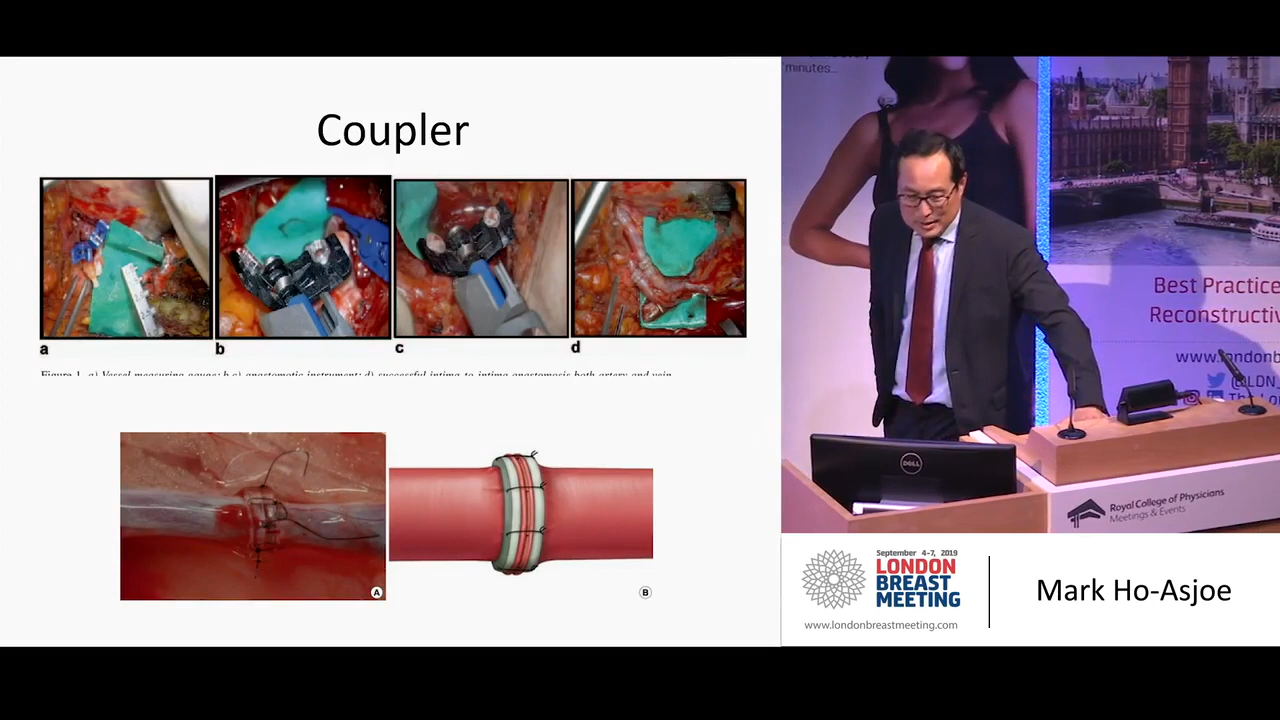 Coupler
a
b
c
d
Figure 1. a) Vessel measuring gauge; b,c) anastomotic instrument; d) successful intima-to-intima anastomosis both artery and vein
A
B
minutes...
Best Practice
Reconstructiv
www.londonb
@LDN_
The Lo
DELL
Royal College of Physicians
Meetings & Events
September 4-7, 2019
LONDON
BREAST
MEETING
www.londonbreastmeeting.com
Mark Ho-Asjoe